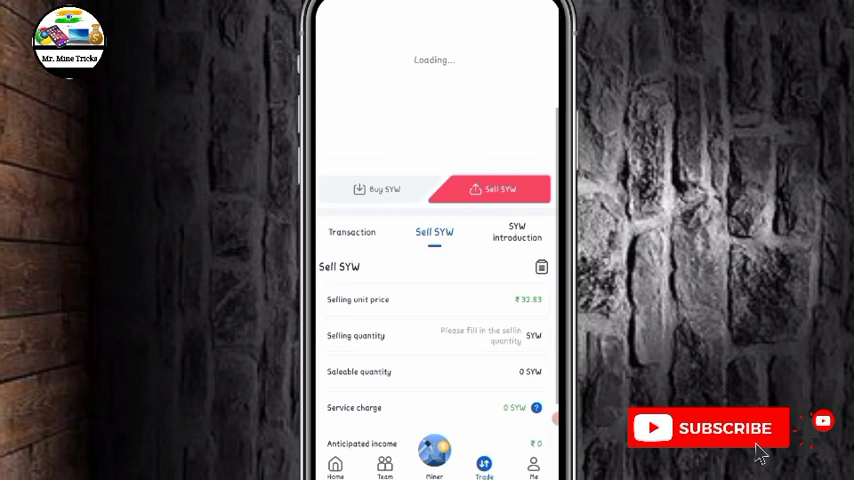 Mr. Mine Tricks
Loading...
Buy SYW
Sell SYW
Transaction
Sell SYW
SYW
introduction
Sell SYW
Selling unit price
₹ 32.83
Selling quantity
Please fill in the sellin
quantity
SYW
Saleable quantity
0 SYW
Service charge
0 SYW ?
Anticipated income
₹ 0
Home
Team
Miner
Trade
Me
SUBSCRIBE